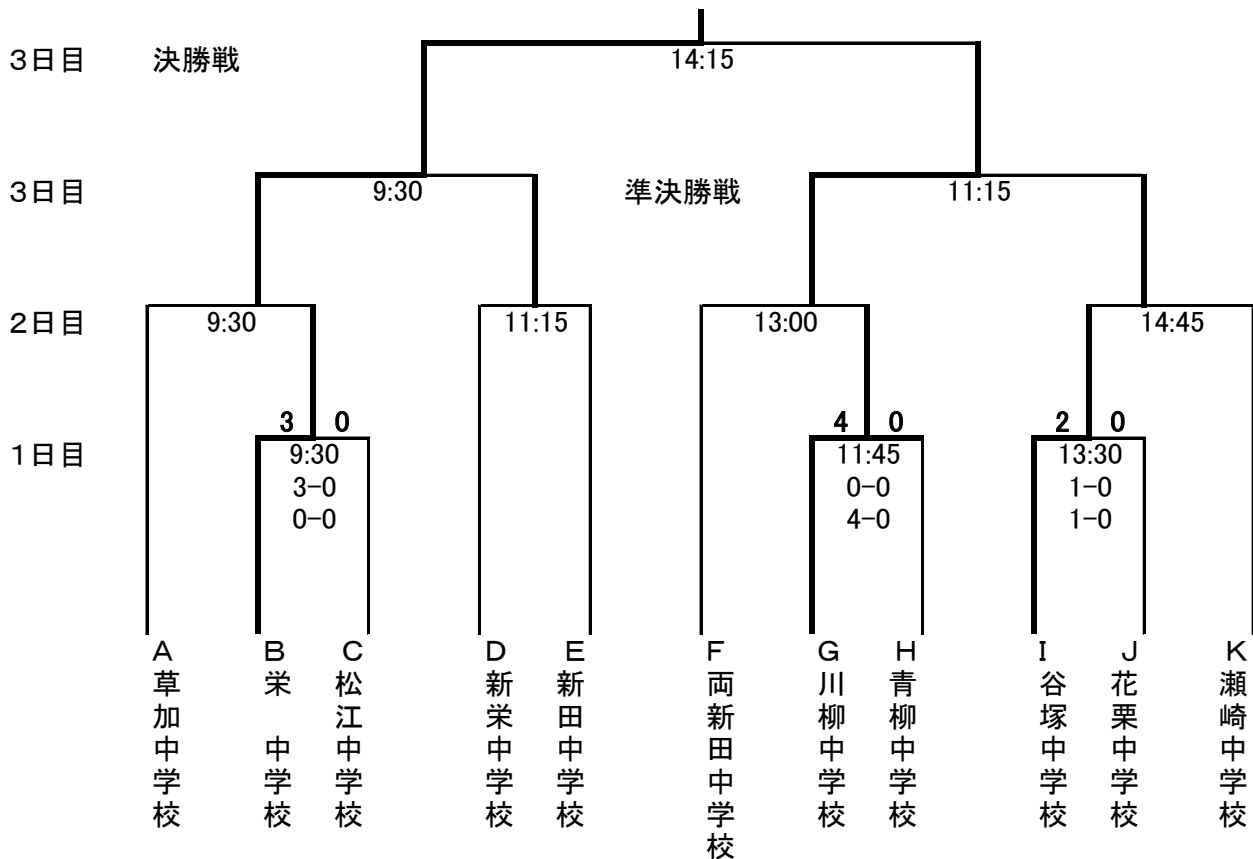 3日目 決勝戦 14:15
3日目 9:30 準決勝戦 11:15
2日目 9:30 11:15 13:00 14:45
3 0 4 0 2 0
1日目 9:30 11:45 13:30
3-0 0-0 1-0
0-0 4-0 1-0
A 草加中学校
B 栄 中学校
C 松江中学校
D 新栄中学校
E 新田中学校
F 両新田中学校
G 川柳中学校
H 青柳中学校
I 谷塚中学校
J 花栗中学校
K 瀬崎中学校